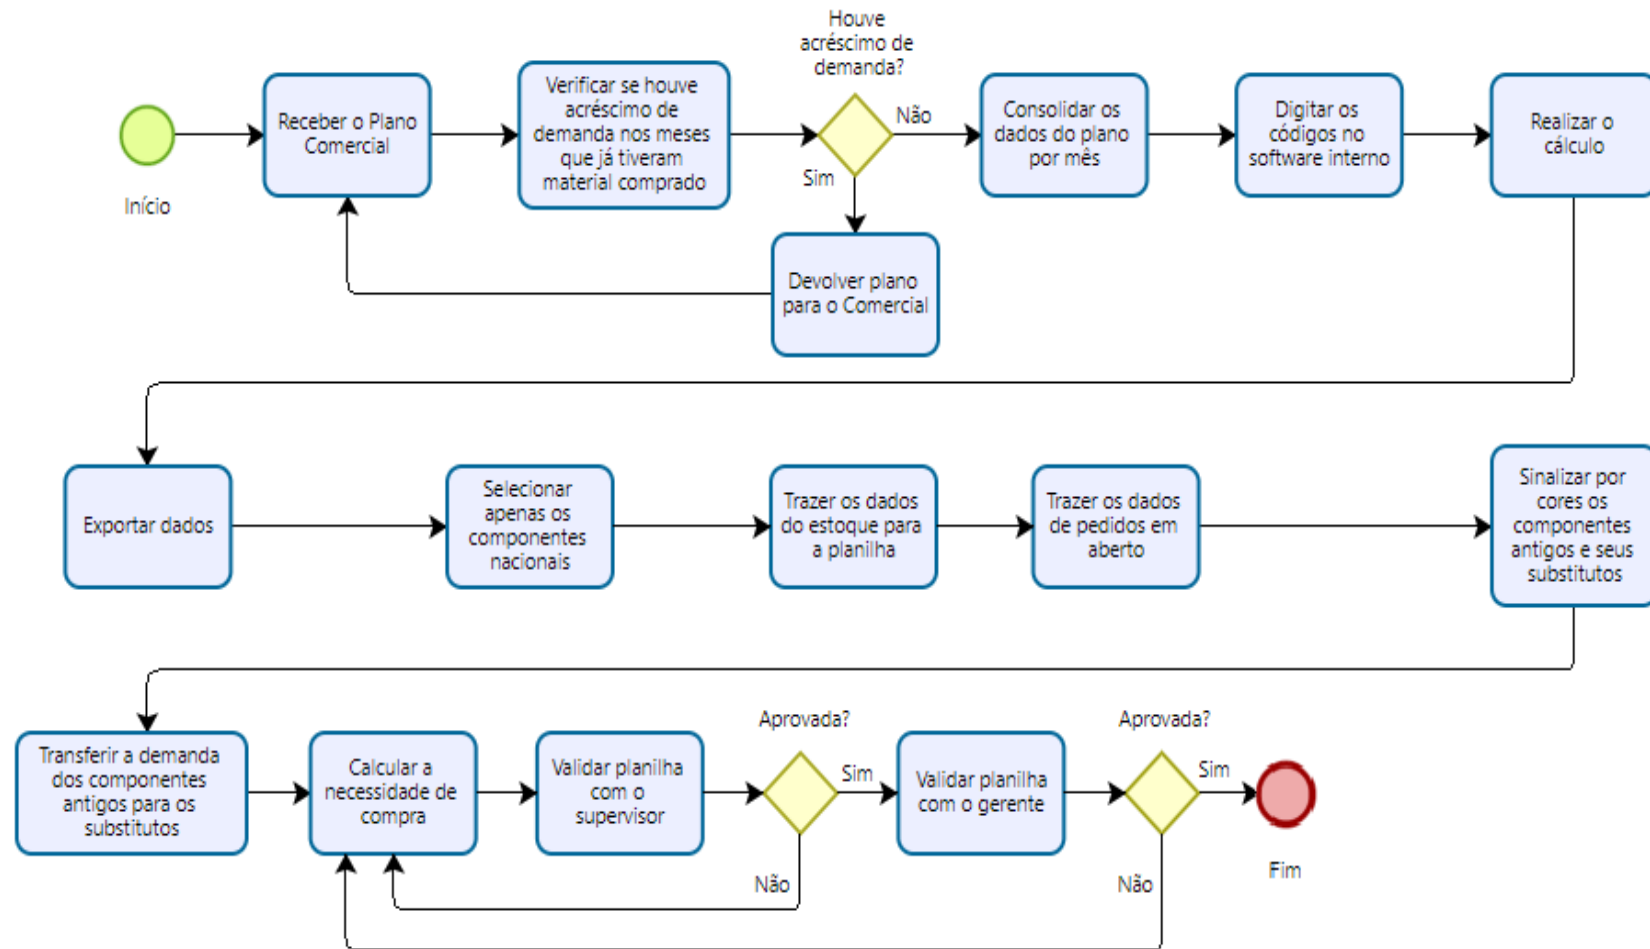 Houve
acréscimo de
demanda?
Início
Receber o Plano
Comercial
Verificar se houve
acréscimo de
demanda nos meses
que já tiveram
material comprado
Não
Sim
Devolver plano
para o Comercial
Consolidar os
dados do plano
por mês
Digitar os
códigos no
software interno
Realizar o
cálculo
Exportar dados
Selecionar
apenas os
componentes
nacionais
Trazer os dados
do estoque para
a planilha
Trazer os dados
de pedidos em
aberto
Sinalizar por
cores os
componentes
antigos e seus
substitutos
Transferir a demanda
dos componentes
antigos para os
substitutos
Calcular a
necessidade de
compra
Validar planilha
com o
supervisor
Aprovada?
Sim
Não
Validar planilha
com o gerente
Aprovada?
Sim
Não
Fim